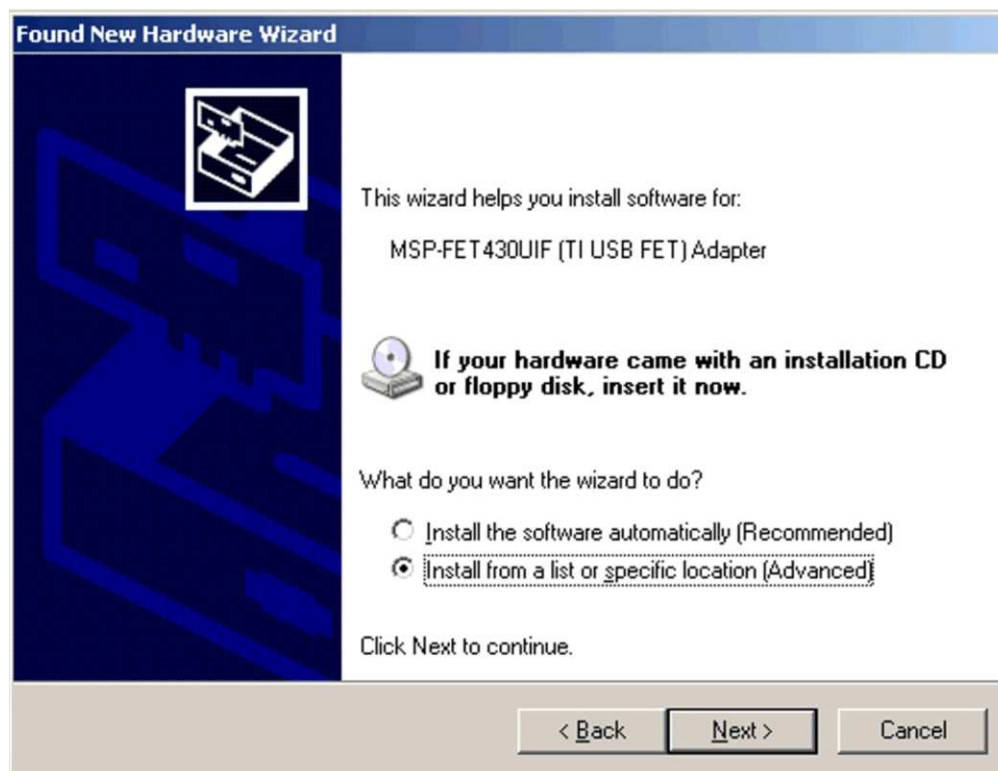 Found New Hardware Wizard
This wizard helps you install software for:
MSP-FET430UIF (TI USB FET) Adapter
If your hardware came with an installation CD
or floppy disk, insert it now.
What do you want the wizard to do?
Install the software automatically (Recommended)
Install from a list or specific location (Advanced)
Click Next to continue.
< Back Next > Cancel